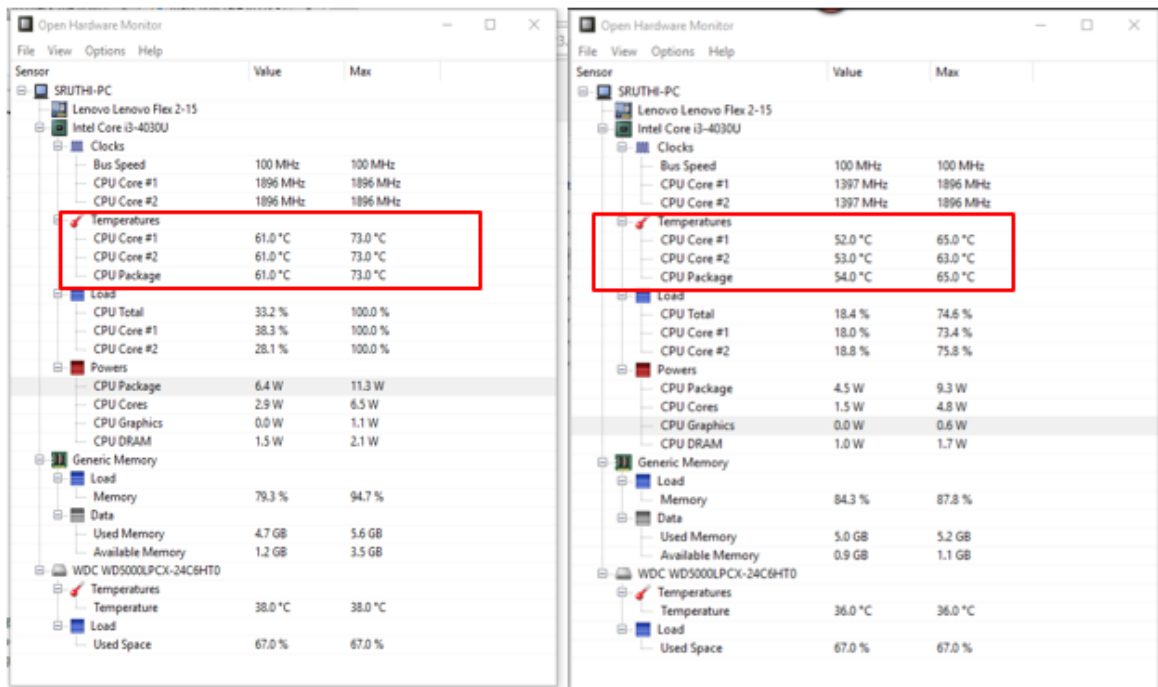 Open Hardware Monitor
File View Options Help
Sensor Value Max
SRUTHI-PC
Lenovo Lenovo Flex 2-15
Intel Core i3-4030U
Clocks
Bus Speed 100 MHz 100 MHz
CPU Core #1 1896 MHz 1896 MHz
CPU Core #2 1896 MHz 1896 MHz
Temperatures
CPU Core #1 61.0 °C 73.0 °C
CPU Core #2 61.0 °C 73.0 °C
CPU Package 61.0 °C 73.0 °C
Load
CPU Total 33.2 % 100.0 %
CPU Core #1 38.3 % 100.0 %
CPU Core #2 28.1 % 100.0 %
Powers
CPU Package 6.4 W 11.3 W
CPU Cores 2.9 W 6.5 W
CPU Graphics 0.0 W 1.1 W
CPU DRAM 1.5 W 2.1 W
Generic Memory
Load
Memory 79.3 % 94.7 %
Data
Used Memory 4.7 GB 5.6 GB
Available Memory 1.2 GB 3.5 GB
WDC WD5000LPCX-24C6HT0
Temperatures
Temperature 38.0 °C 38.0 °C
Load
Used Space 67.0 % 67.0 %
Open Hardware Monitor
File View Options Help
Sensor Value Max
SRUTHI-PC
Lenovo Lenovo Flex 2-15
Intel Core i3-4030U
Clocks
Bus Speed 100 MHz 100 MHz
CPU Core #1 1397 MHz 1896 MHz
CPU Core #2 1397 MHz 1896 MHz
Temperatures
CPU Core #1 52.0 °C 65.0 °C
CPU Core #2 53.0 °C 63.0 °C
CPU Package 54.0 °C 65.0 °C
Load
CPU Total 18.4 % 74.6 %
CPU Core #1 18.0 % 73.4 %
CPU Core #2 18.8 % 75.8 %
Powers
CPU Package 4.5 W 9.3 W
CPU Cores 1.5 W 4.8 W
CPU Graphics 0.0 W 0.6 W
CPU DRAM 1.0 W 1.7 W
Generic Memory
Load
Memory 84.3 % 87.8 %
Data
Used Memory 5.0 GB 5.2 GB
Available Memory 0.9 GB 1.1 GB
WDC WD5000LPCX-24C6HT0
Temperatures
Temperature 36.0 °C 36.0 °C
Load
Used Space 67.0 % 67.0 %